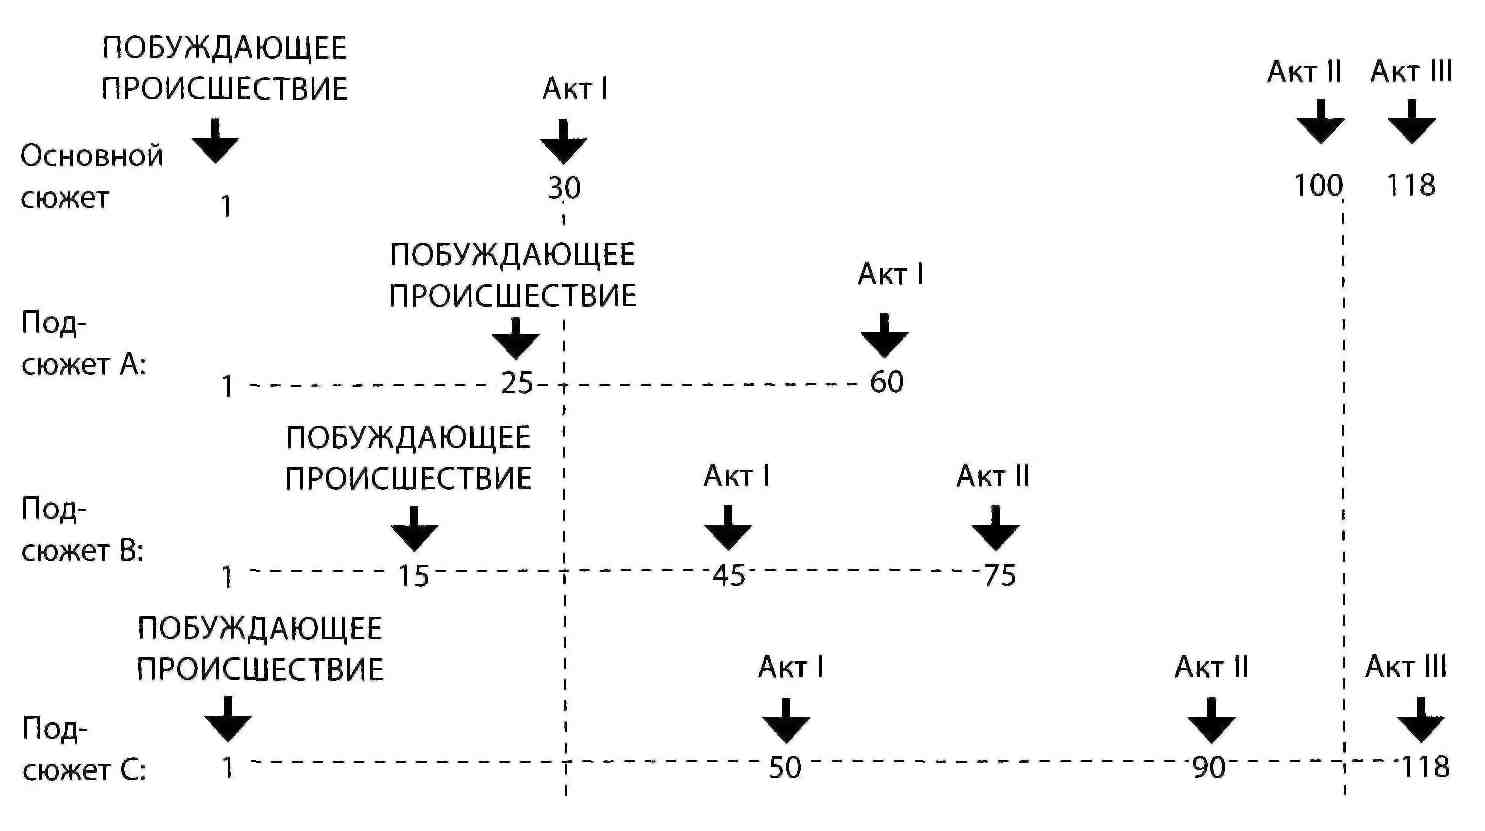 ПОБУЖДАЮЩЕЕ
ПРОИСШЕСТВИЕ
Акт I
Акт II
Акт III
Основной
сюжет
1
30
100
118
ПОБУЖДАЮЩЕЕ
ПРОИСШЕСТВИЕ
Акт I
Под-
сюжет А:
1
25
60
ПОБУЖДАЮЩЕЕ
ПРОИСШЕСТВИЕ
Акт I
Акт II
Под-
сюжет В:
1
15
45
75
ПОБУЖДАЮЩЕЕ
ПРОИСШЕСТВИЕ
Акт I
Акт II
Акт III
Под-
сюжет С:
1
50
90
118